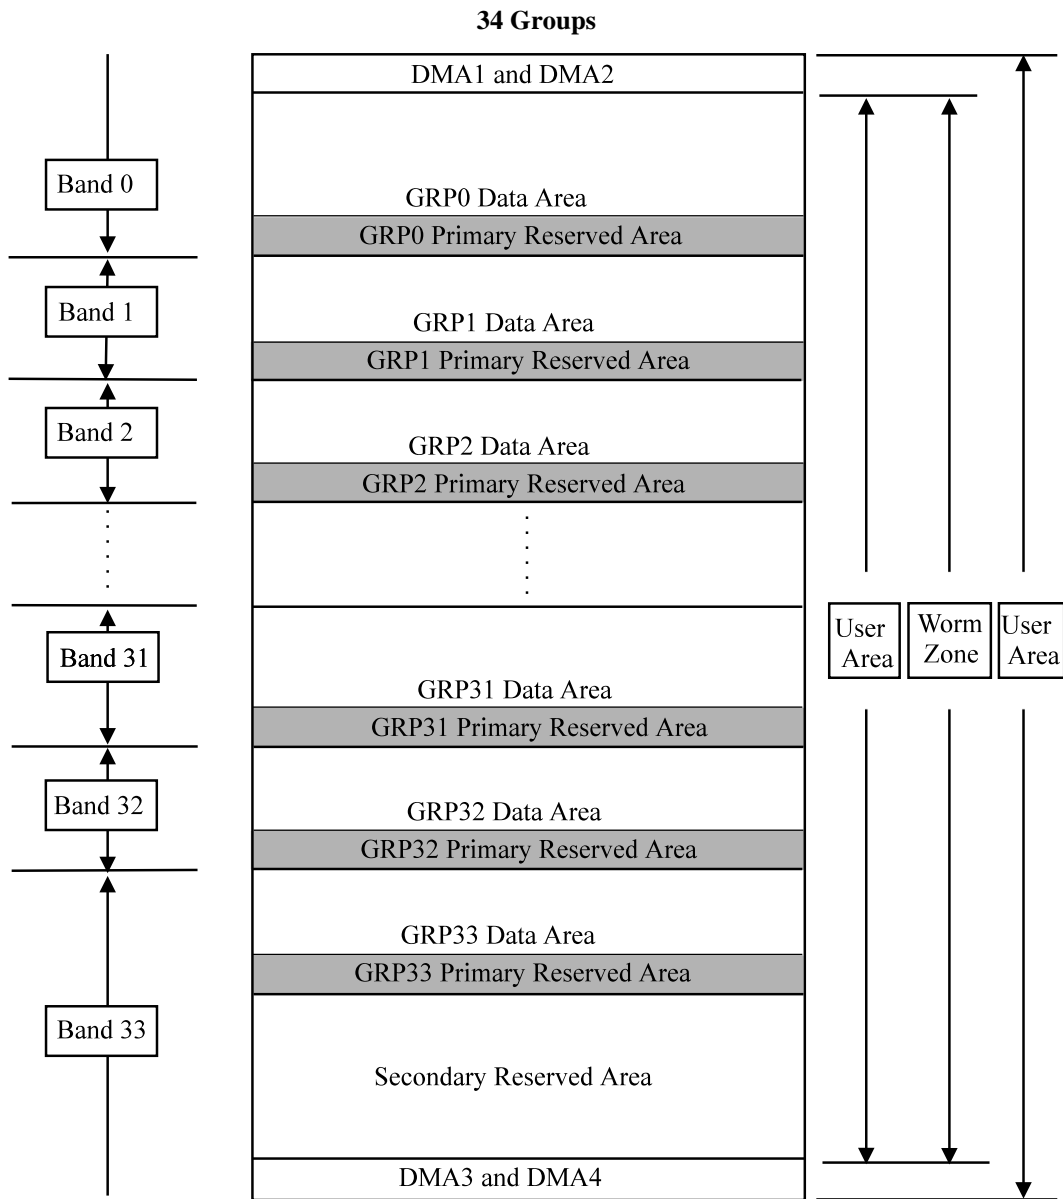 34 Groups
DMA1 and DMA2
Band 0
GRP0 Data Area
GRP0 Primary Reserved Area
Band 1
GRP1 Data Area
GRP1 Primary Reserved Area
Band 2
GRP2 Data Area
GRP2 Primary Reserved Area
Band 31
GRP31 Data Area
GRP31 Primary Reserved Area
User
Area
Worm
Zone
User
Area
Band 32
GRP32 Data Area
GRP32 Primary Reserved Area
GRP33 Data Area
GRP33 Primary Reserved Area
Band 33
Secondary Reserved Area
DMA3 and DMA4